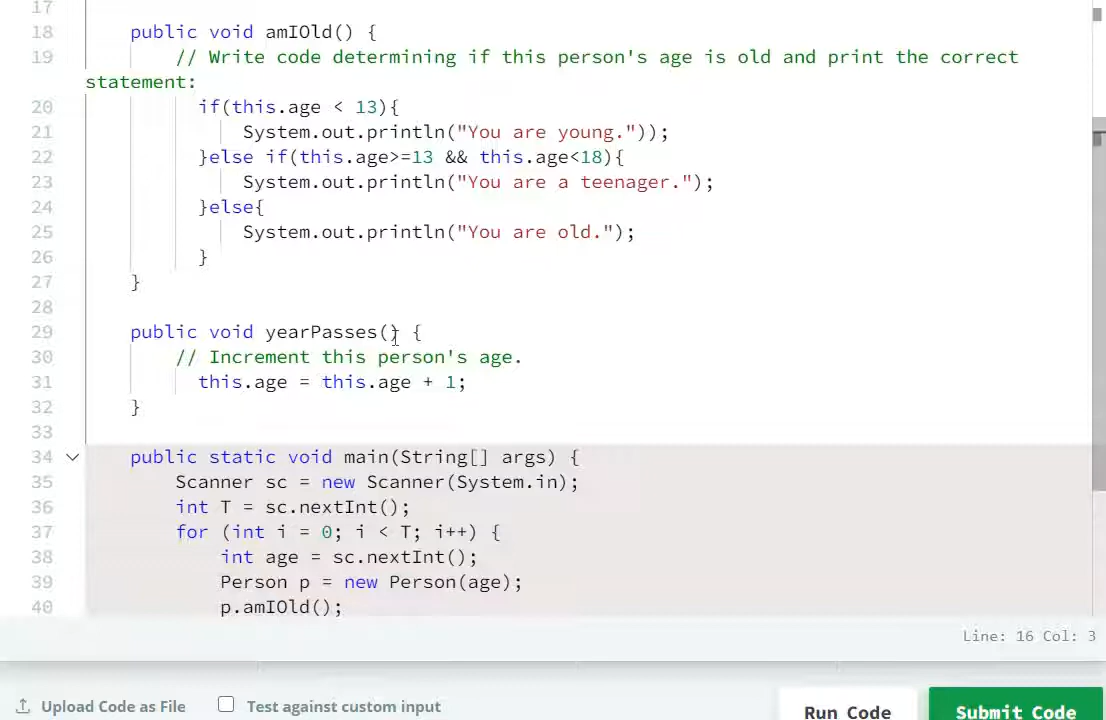 17
18 public void amIOld() {
19 // Write code determining if this person's age is old and print the correct
statement:
20 if(this.age < 13){
21 System.out.println("You are young."));
22 }else if(this.age>=13 && this.age<18){
23 System.out.println("You are a teenager.");
24 }else{
25 System.out.println("You are old.");
26 }
27 }
28
29 public void yearPasses() {
30 // Increment this person's age.
31 this.age = this.age + 1;
32 }
33
34 public static void main(String[] args) {
35 Scanner sc = new Scanner(System.in);
36 int T = sc.nextInt();
37 for (int i = 0; i < T; i++) {
38 int age = sc.nextInt();
39 Person p = new Person(age);
40 p.amIOld();
Line: 16 Col: 3
Upload Code as File Test against custom input Run Code Submit Code